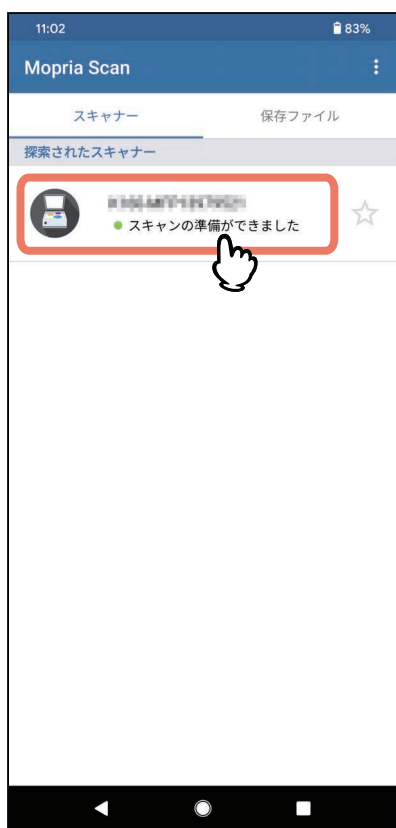 11:02
83%
Mopria Scan
スキャナー
保存ファイル
探索されたスキャナー
スキャンの準備ができました